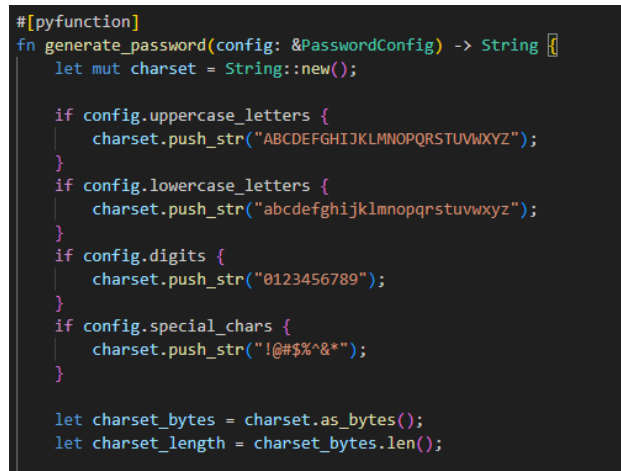 #[pyfunction]
fn generate_password(config: &PasswordConfig) -> String {
    let mut charset = String::new();

    if config.uppercase_letters {
        charset.push_str("ABCDEFGHIJKLMNOPQRSTUVWXYZ");
    }
    if config.lowercase_letters {
        charset.push_str("abcdefghijklmnopqrstuvwxyz");
    }
    if config.digits {
        charset.push_str("0123456789");
    }
    if config.special_chars {
        charset.push_str("!@#$%^&*");
    }

    let charset_bytes = charset.as_bytes();
    let charset_length = charset_bytes.len();